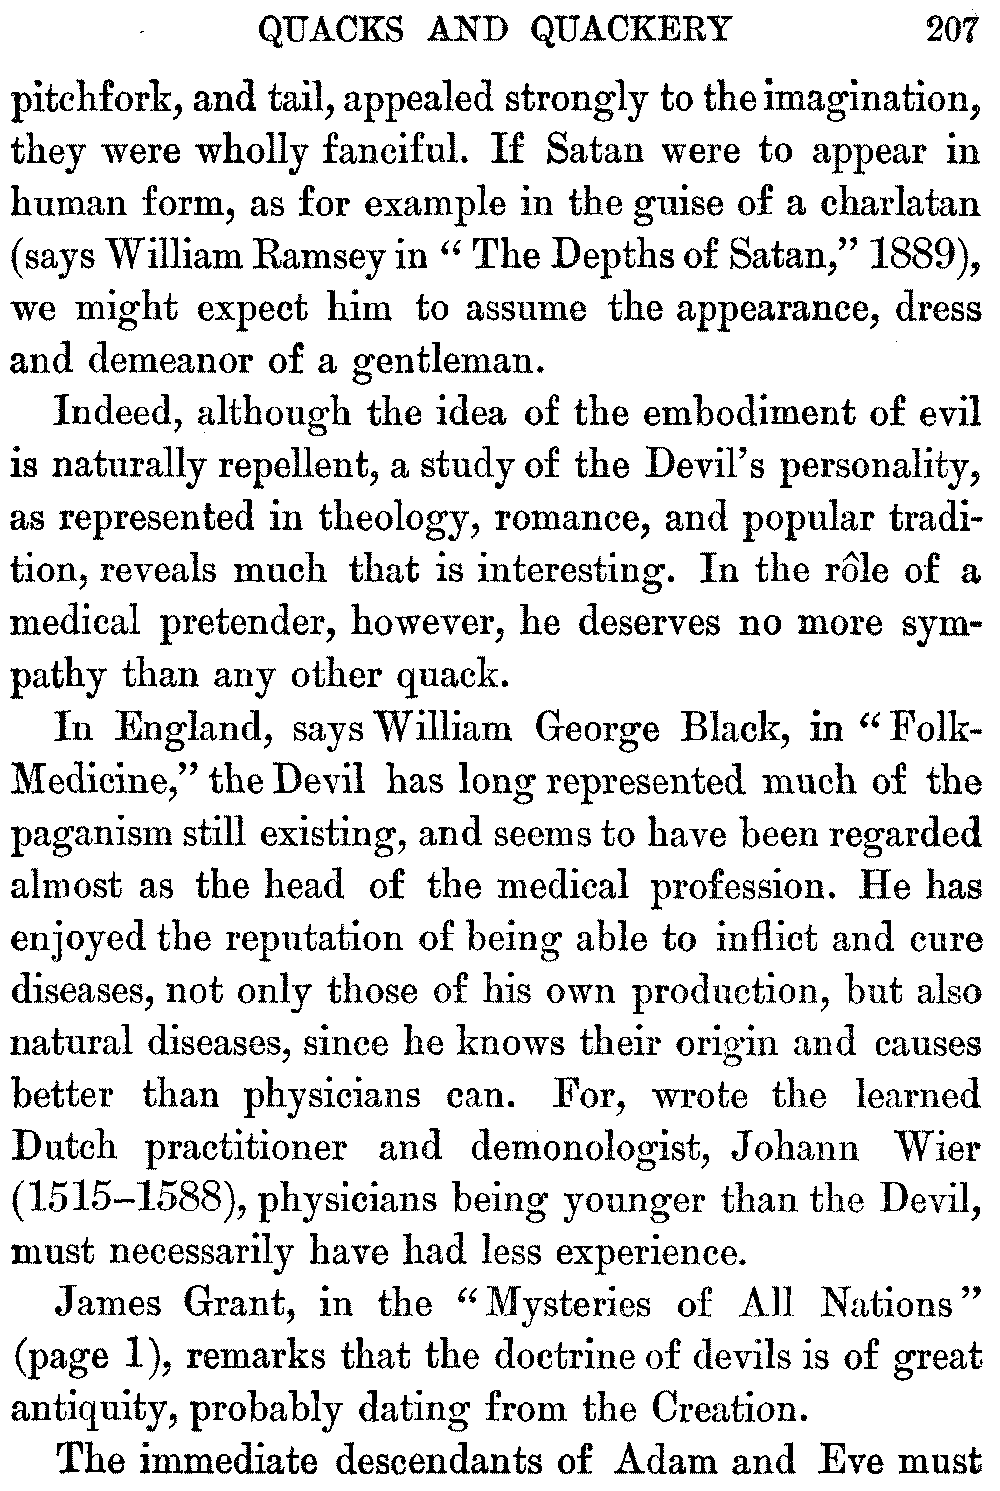 QUACKS AND QUACKERY 207
pitchfork, and tail, appealed strongly to the imagination,
they were wholly fanciful. If Satan were to appear in
human form, as for example in the guise of a charlatan
(says William Ramsey in “ The Depths of Satan,” 1889),
we might expect him to assume the appearance, dress
and demeanor of a gentleman.
Indeed, although the idea of the embodiment of evil
is naturally repellent, a study of the Devil’s personality,
as represented in theology, romance, and popular tradi-
tion, reveals much that is interesting. In the rôle of a
medical pretender, however, he deserves no more sym-
pathy than any other quack.
In England, says William George Black, in “ Folk-
Medicine,” the Devil has long represented much of the
paganism still existing, and seems to have been regarded
almost as the head of the medical profession. He has
enjoyed the reputation of being able to inflict and cure
diseases, not only those of his own production, but also
natural diseases, since he knows their origin and causes
better than physicians can. For, wrote the learned
Dutch practitioner and demonologist, Johann Wier
(1515–1588), physicians being younger than the Devil,
must necessarily have had less experience.
James Grant, in the “Mysteries of All Nations”
(page 1), remarks that the doctrine of devils is of great
antiquity, probably dating from the Creation.
The immediate descendants of Adam and Eve must